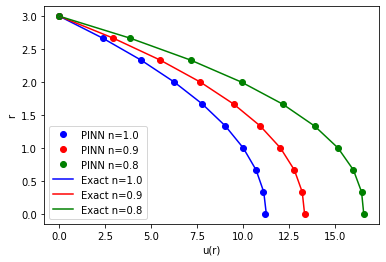 3.0
2.5
2.0
1.5
1.0
0.5
0.0
r
PINN n=1.0
PINN n=0.9
PINN n=0.8
Exact n=1.0
Exact n=0.9
Exact n=0.8
0.0 2.5 5.0 7.5 10.0 12.5 15.0
u(r)